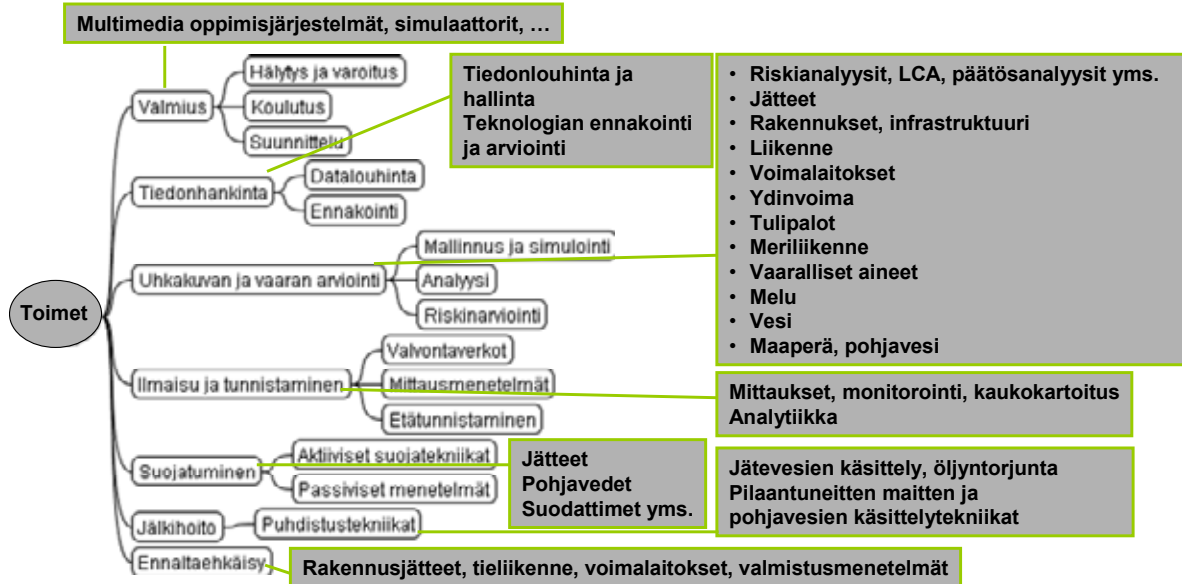 Multimedia oppimisjärjestelmät, simulaattorit, …
Toimet
Valmius
Hälytys ja varoitus
Koulutus
Suunnittelu
Tiedonhankinta
Datalouhinta
Ennakointi
Tiedonlouhinta ja
hallinta
Teknologian ennakointi
ja arviointi
Uhkakuvan ja vaaran arviointi
Mallinnus ja simulointi
Analyysi
Riskinarviointi
• Riskianalyysit, LCA, päätösanalyysit yms.
• Jätteet
• Rakennukset, infrastruktuuri
• Liikenne
• Voimalaitokset
• Ydinvoima
• Tulipalot
• Meriliikenne
• Vaaralliset aineet
• Melu
• Vesi
• Maaperä, pohjavesi
Ilmaisu ja tunnistaminen
Valvontaverkot
Mittausmenetelmät
Etätunnistaminen
Mittaukset, monitorointi, kaukokartoitus
Analytiikka
Suojatuminen
Aktiiviset suojatekniikat
Passiviset menetelmät
Jätteet
Pohjavedet
Suodattimet yms.
Jälkihoito
Puhdistustekniikat
Jätevesien käsittely, öljyntorjunta
Pilaantuneitten maitten ja
pohjavesien käsittelytekniikat
Ennaltaehkäisy
Rakennusjätteet, tieliikenne, voimalaitokset, valmistusmenetelmät